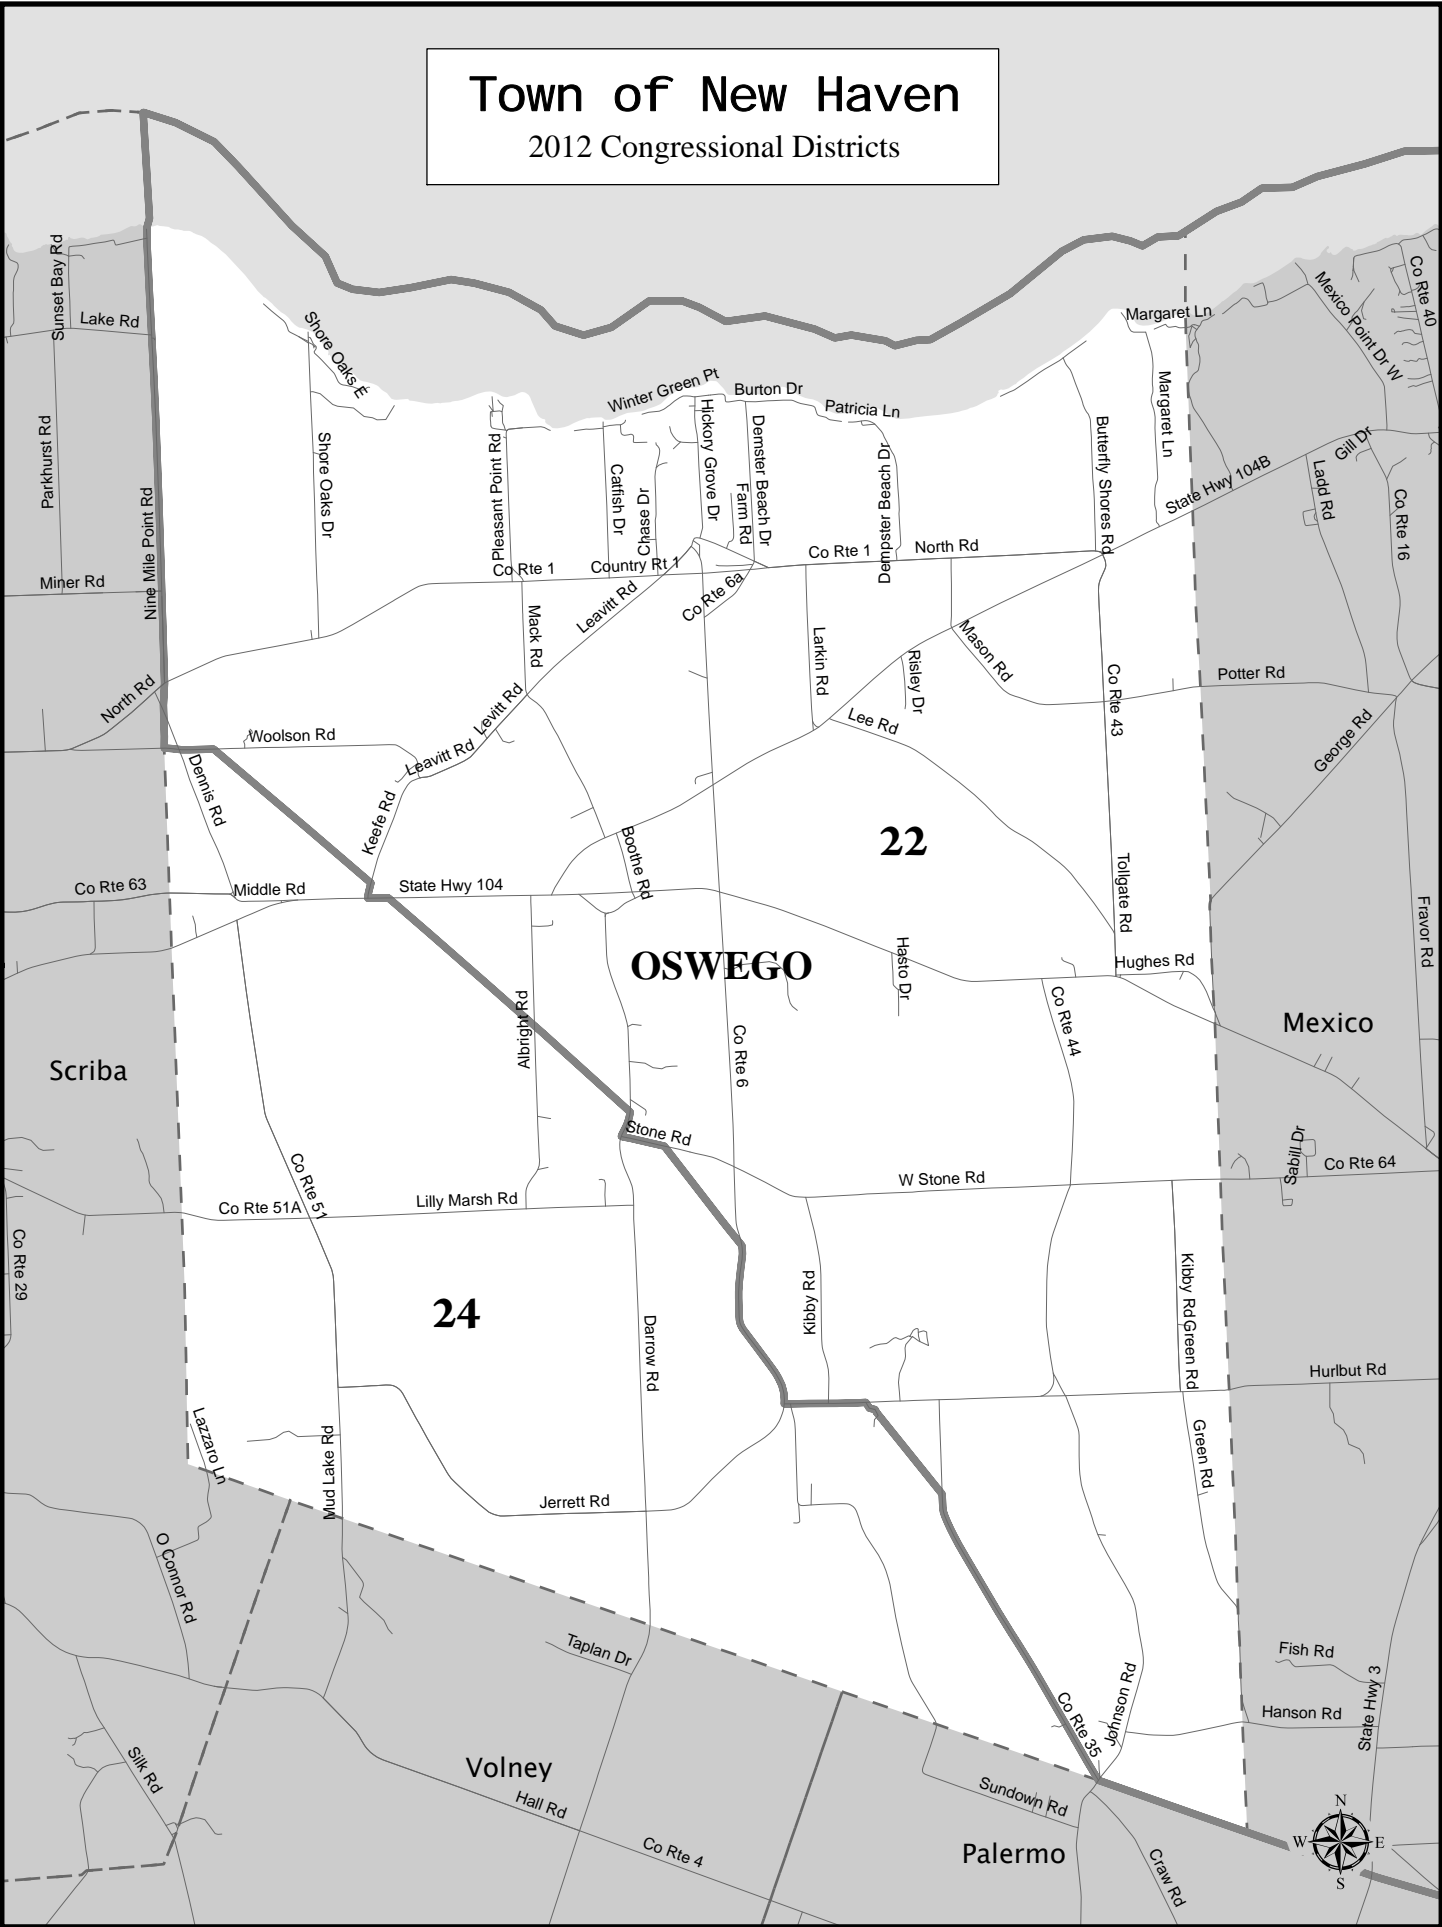 Town of New Haven
2012 Congressional Districts
Sunset Bay Rd
Lake Rd
Parkhurst Rd
Nine Mile Point Rd
Miner Rd
North Rd
Shore Oaks E
Shore Oaks Dr
Pleasant Point Rd
Winter Green Pt
Burton Dr
Patricia Ln
Catfish Dr
Chase Dr
Hickory Grove Dr
Farm Rd
Demster Beach Dr
Dempster Beach Dr
Butterfly Shores Rd
Margaret Ln
Margaret Ln
Mexico Point Dr W
Co Rte 40
State Hwy 104B
Gill Dr
Ladd Rd
Co Rte 16
Co Rte 1
Country Rt 1
Co Rte 1
North Rd
Leavitt Rd
Co Rte 6a
Mack Rd
Larkin Rd
Risley Dr
Mason Rd
Co Rte 43
Potter Rd
George Rd
Levitt Rd
Leavitt Rd
Woolson Rd
Dennis Rd
Keefe Rd
Lee Rd
22
Boothe Rd
Tollgate Rd
Fravor Rd
Co Rte 63
Middle Rd
State Hwy 104
OSWEGO
Hasto Dr
Hughes Rd
Albright Rd
Co Rte 6
Co Rte 44
Mexico
Scriba
Stone Rd
Sabill Dr
Co Rte 64
W Stone Rd
Co Rte 51
Co Rte 51A
Lilly Marsh Rd
Co Rte 29
24
Darrow Rd
Kibby Rd
Kibby Rd
Green Rd
Hurlbut Rd
Lazzaro Ln
Mud Lake Rd
Green Rd
Jerrett Rd
O Connor Rd
Taplan Dr
Fish Rd
Hanson Rd
State Hwy 3
Johnson Rd
Co Rte 35
Silk Rd
Volney
Hall Rd
Co Rte 4
Sundown Rd
Palermo
Craw Rd
N
W
E
S